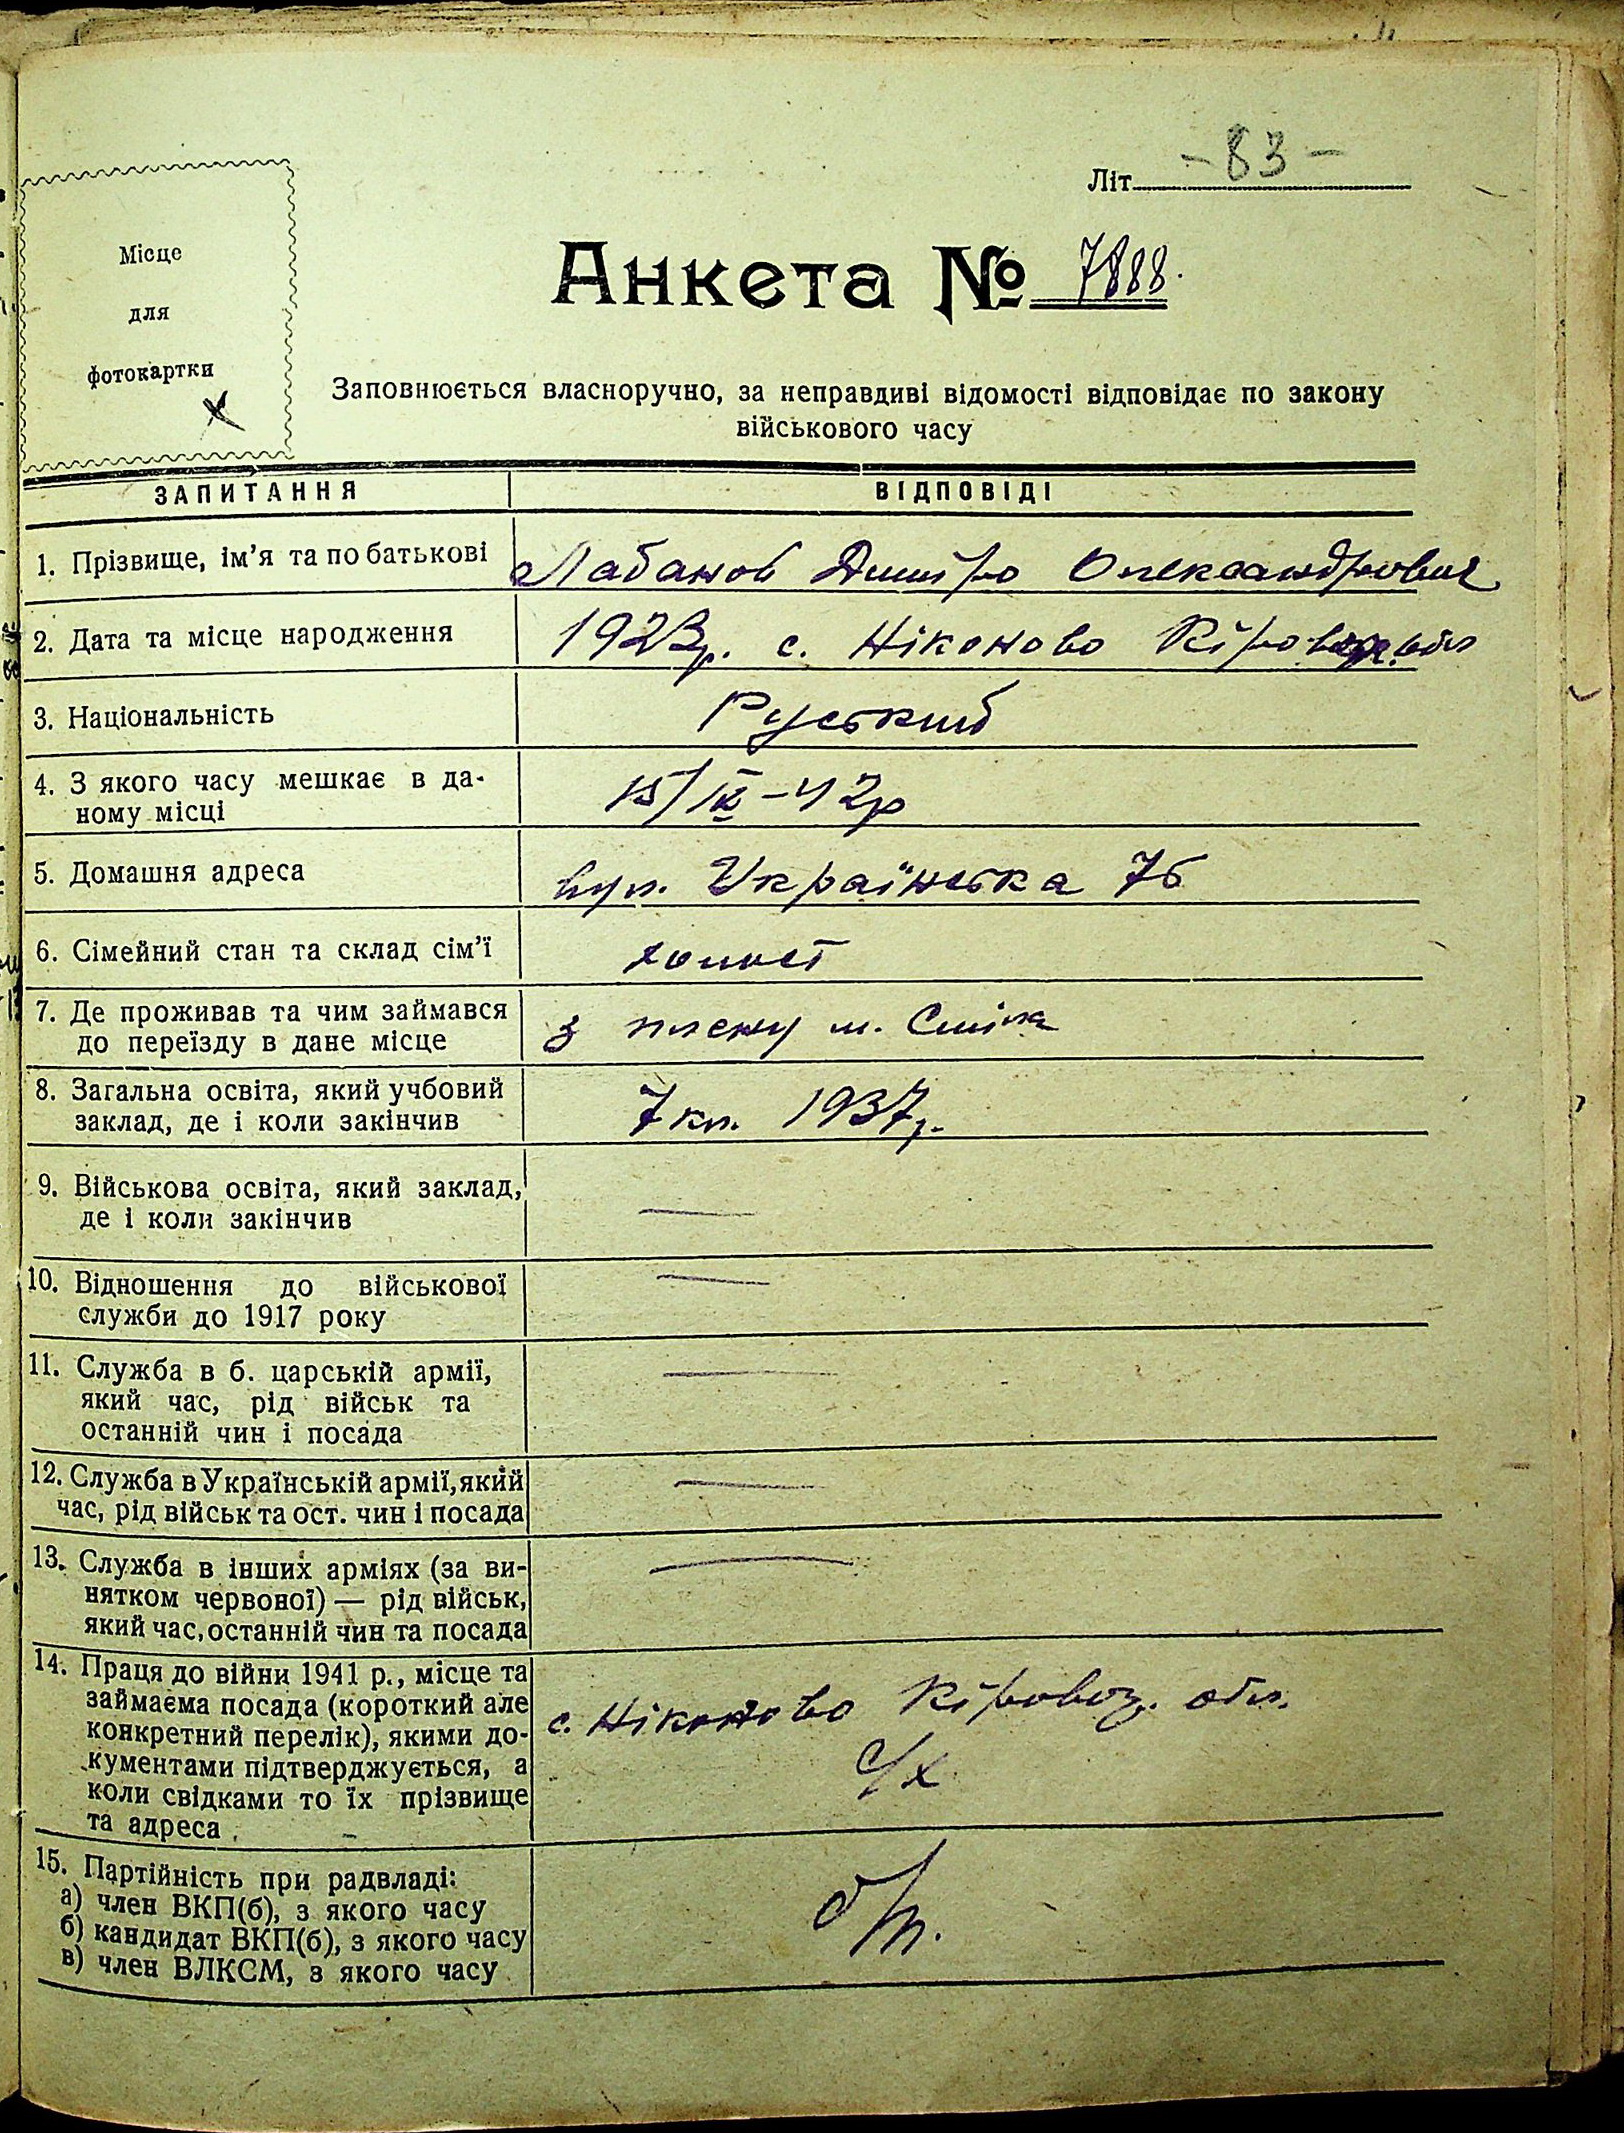 - 83 -
Літ.
Місце
для
фотокартки
Анкета № 7888.
Заповнюється власноручно, за неправдиві відомості відповідає по закону
військового часу
ЗАПИТАННЯ ВІДПОВІДІ
1. Прізвище, ім'я та по батькові Лабанов Дмитро Олександрович
2. Дата та місце народження 1923р. с. Ніконово Кіровозр. обл
3. Національність Руський
4. З якого часу мешкає в да-
ному місці 15/IX-42р
5. Домашня адреса вул. Українська 76
6. Сімейний стан та склад сім'ї холост
7. Де проживав та чим займався
до переїзду в дане місце з плену м. Сміла
8. Загальна освіта, який учбовий
заклад, де і коли закінчив 7 кл. 1937р.
9. Військова освіта, який заклад,
де і коли закінчив —
10. Відношення до військової
служби до 1917 року —
11. Служба в б. царській армії,
який час, рід військ та
останній чин і посада —
12. Служба в Українській армії, який
час, рід військ та ост. чин і посада —
13. Служба в інших арміях (за ви-
нятком червоної) — рід військ,
який час, останній чин та посада —
14. Праця до війни 1941 р., місце та
займаєма посада (короткий але
конкретний перелік), якими до-
кументами підтверджується, а
коли свідками то їх прізвище
та адреса
с. Ніконово Кіровоз. обл.
с/х
15. Партійність при радвладі:
а) член ВКП(б), з якого часу
б) кандидат ВКП(б), з якого часу
в) член ВЛКСМ, з якого часу
б/п.